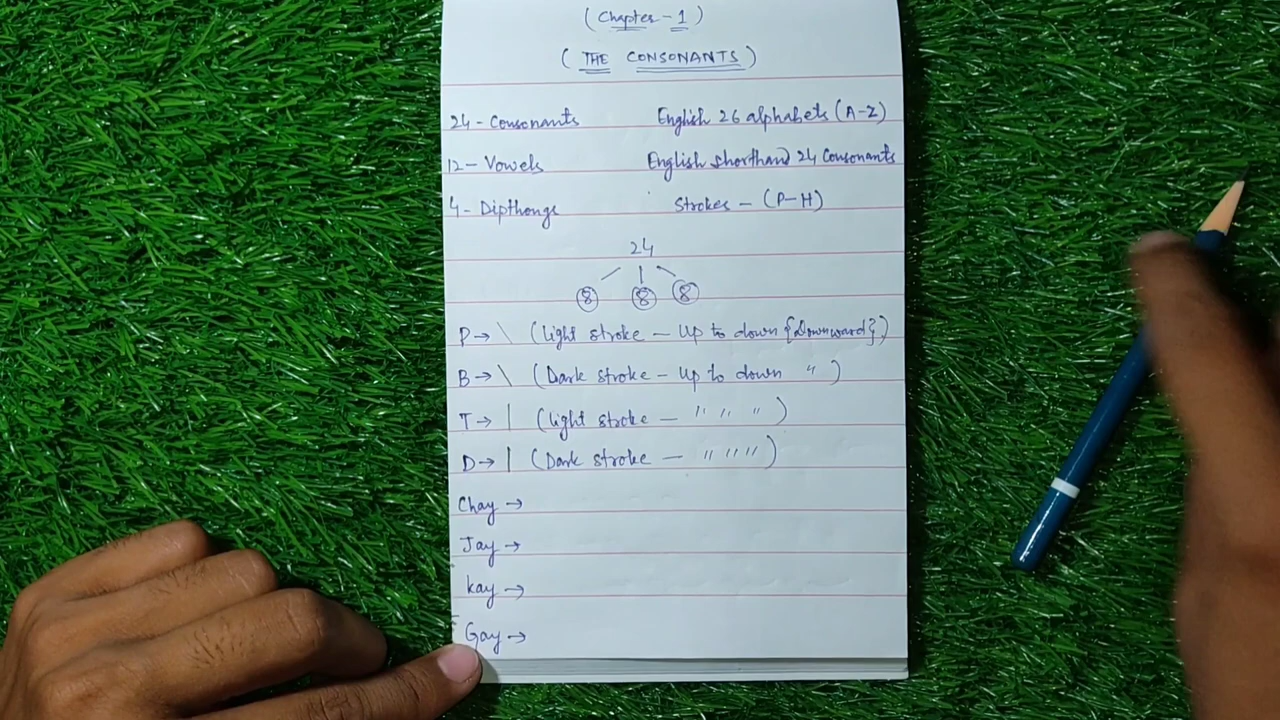 (Chapter - 1)
(THE CONSONANTS)
24 - Consonants English 26 alphabets (A-Z)
12 - Vowels English shorthand 24 Consonants
4 - Dipthongs Strokes - (P-H)
24
8 8 8
P → \ (Light stroke - Up to down {Downward})
B → \ (Dark stroke - Up to down " )
T → | (Light stroke - " " " )
D → | (Dark stroke - " " " )
Chay →
Jay →
Kay →
Gay →